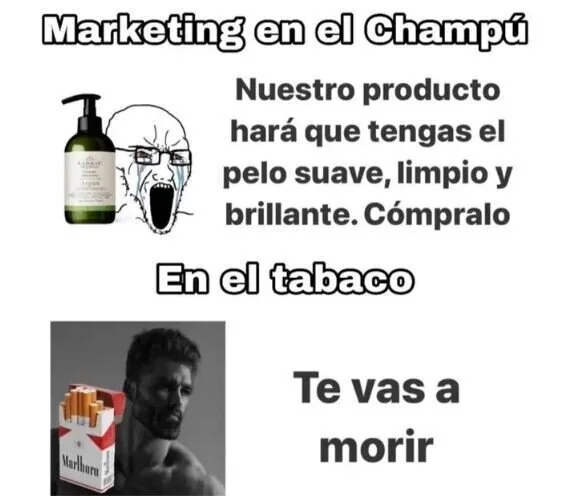 Marketing en el Champú
Nuestro producto
hará que tengas el
pelo suave, limpio y
brillante. Cómpralo
En el tabaco
Marlboro
Te vas a
morir